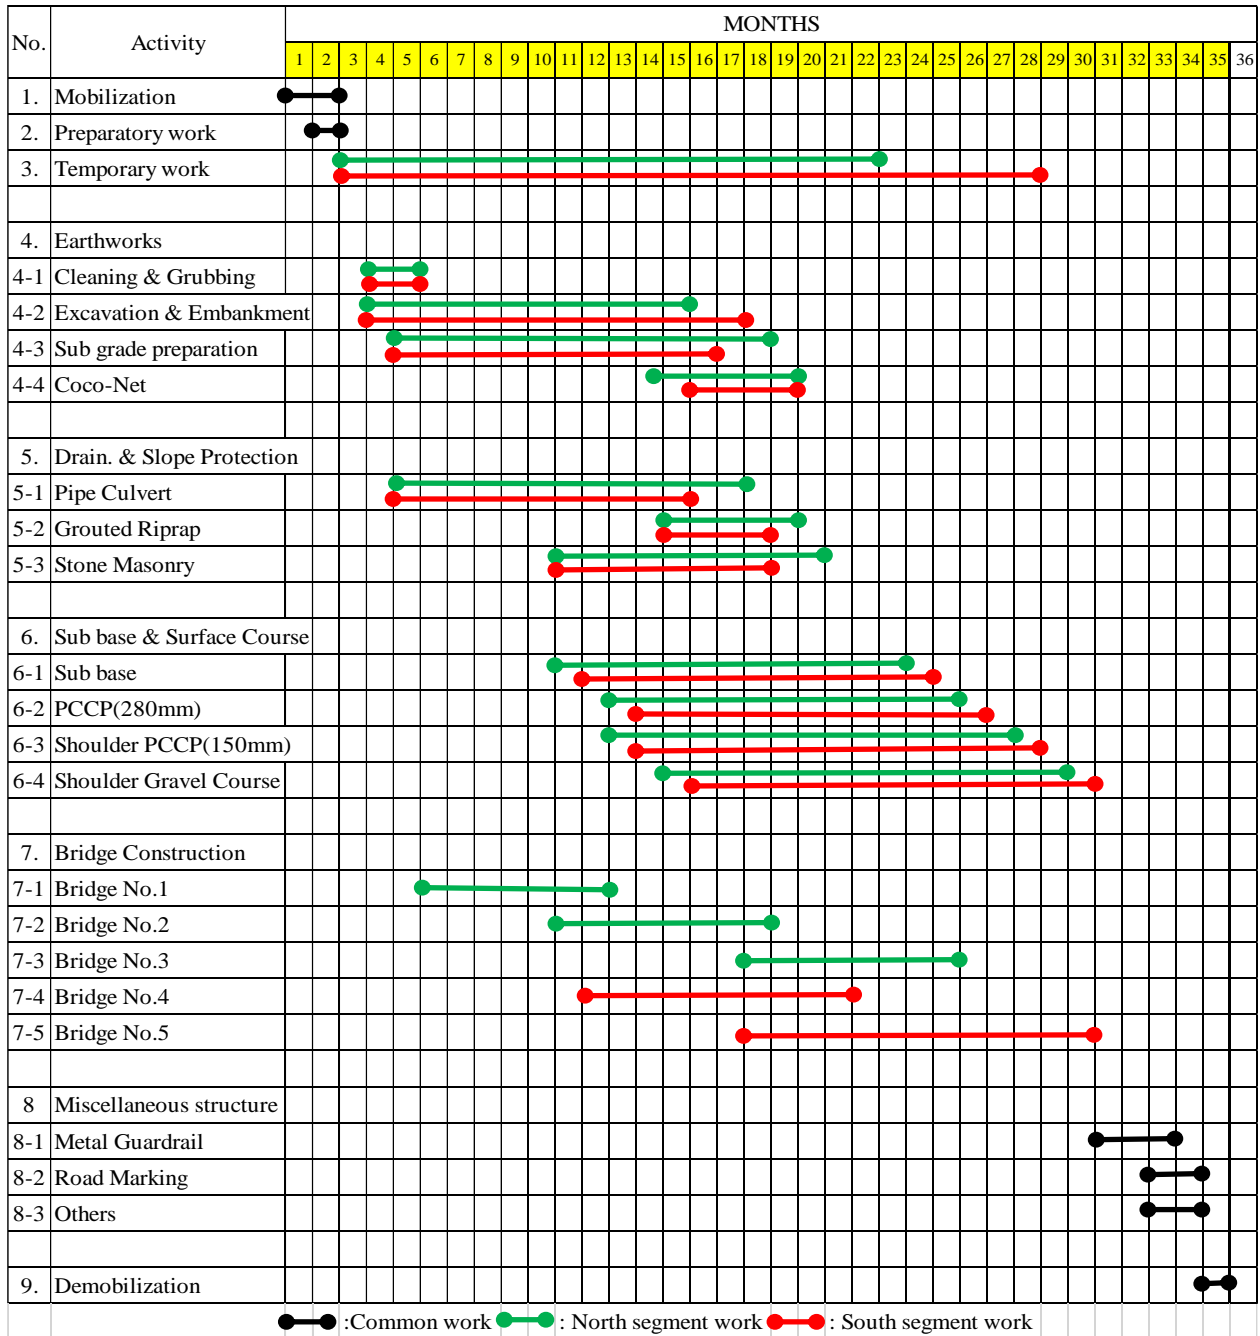 MONTHS
No. Activity
1 2 3 4 5 6 7 8 9 10 11 12 13 14 15 16 17 18 19 20 21 22 23 24 25 26 27 28 29 30 31 32 33 34 35 36
1. Mobilization
2. Preparatory work
3. Temporary work
4. Earthworks
4-1 Cleaning & Grubbing
4-2 Excavation & Embankment
4-3 Sub grade preparation
4-4 Coco-Net
5. Drain. & Slope Protection
5-1 Pipe Culvert
5-2 Grouted Riprap
5-3 Stone Masonry
6. Sub base & Surface Course
6-1 Sub base
6-2 PCCP(280mm)
6-3 Shoulder PCCP(150mm)
6-4 Shoulder Gravel Course
7. Bridge Construction
7-1 Bridge No.1
7-2 Bridge No.2
7-3 Bridge No.3
7-4 Bridge No.4
7-5 Bridge No.5
8 Miscellaneous structure
8-1 Metal Guardrail
8-2 Road Marking
8-3 Others
9. Demobilization
:Common work : North segment work : South segment work